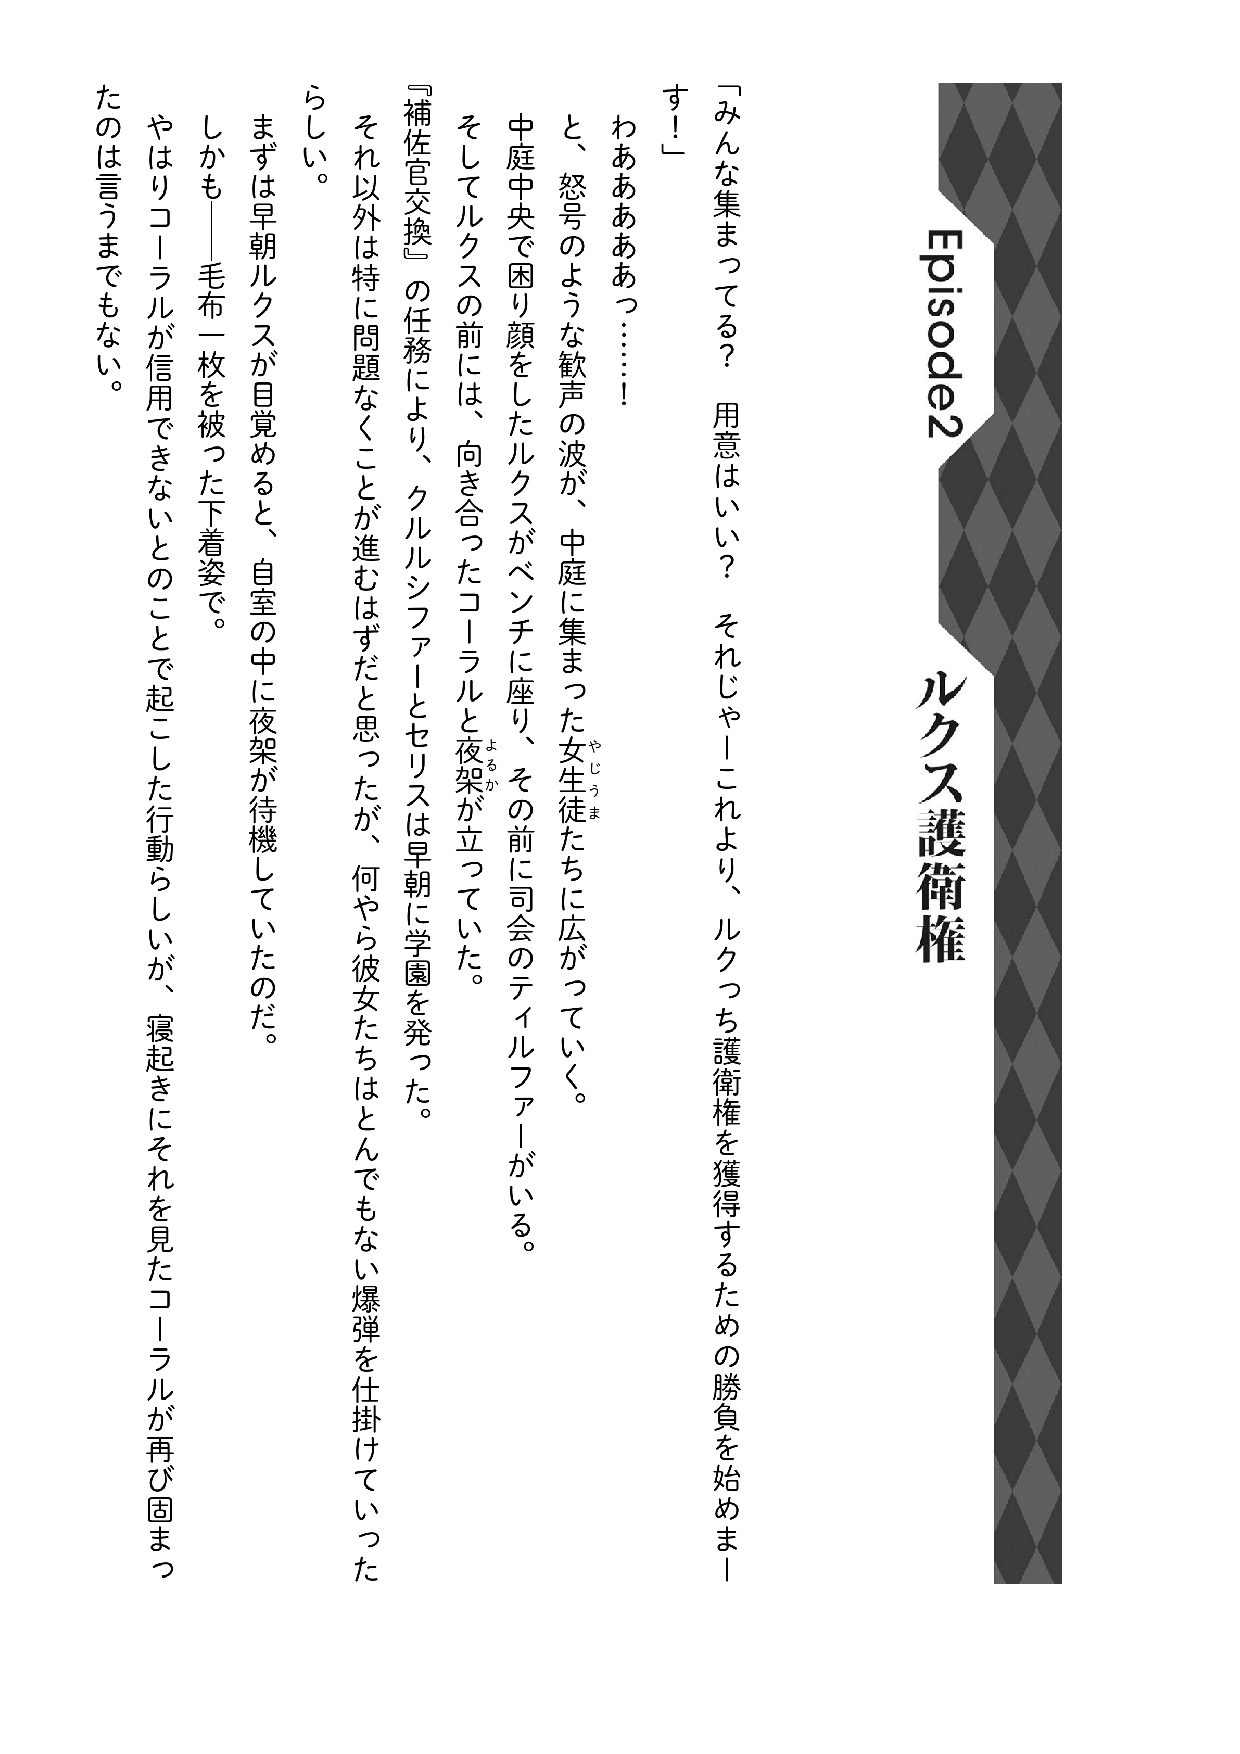 Episode2
ルクス護衛権
「みんな集まってる？　用意はいい？　それじゃーこれより、ルクっち護衛権を獲得するための勝負を始めまー
す！」
　わああああぁっ……！
　と、怒号のような歓声の波が、中庭に集まった女生徒たちに広がっていく。
やじうま
　中庭中央で困り顔をしたルクスがベンチに座り、その前に司会のティルファーがいる。
　そしてルクスの前には、向き合ったコーラルと夜架が立っていた。
よるか
『補佐官交換』の任務により、クルルシファーとセリスは早朝に学園を発った。
　それ以外は特に問題なくことが進むはずだと思ったが、何やら彼女たちはとんでもない爆弾を仕掛けていった
らしい。
　まずは早朝ルクスが目覚めると、自室の中に夜架が待機していたのだ。
　しかも――毛布一枚を被った下着姿で。
　やはりコーラルが信用できないとのことで起こした行動らしいが、寝起きにそれを見たコーラルが再び固まっ
たのは言うまでもない。